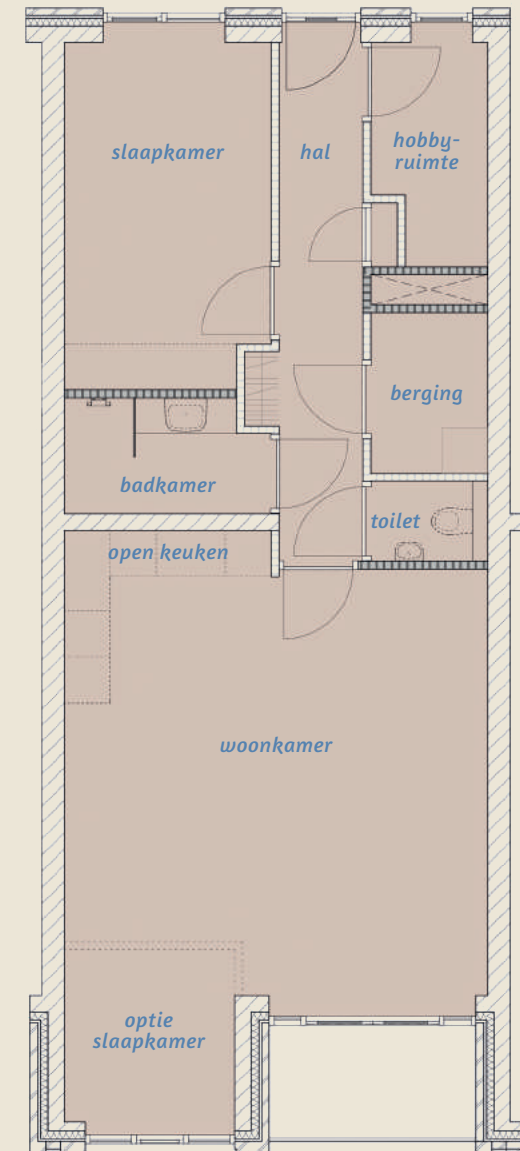 slaapkamer
hal
hobby-
ruimte
berging
badkamer
toilet
open keuken
woonkamer
optie
slaapkamer